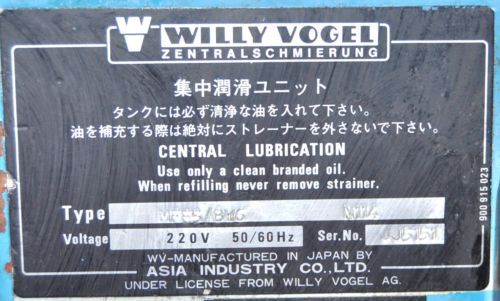 WILLY VOGEL
ZENTRALSCHMIERUNG
集中潤滑ユニット
タンクには必ず清浄な油を入れて下さい。
油を補充する際は絶対にストレーナーを外さないで下さい。
CENTRAL LUBRICATION
Use only a clean branded oil.
When refilling never remove strainer.
Type
Voltage 220V 50/60Hz Ser.No.
WV-MANUFACTURED IN JAPAN BY
ASIA INDUSTRY CO.,LTD.
UNDER LICENSE FROM WILLY VOGEL AG.
900 915 023